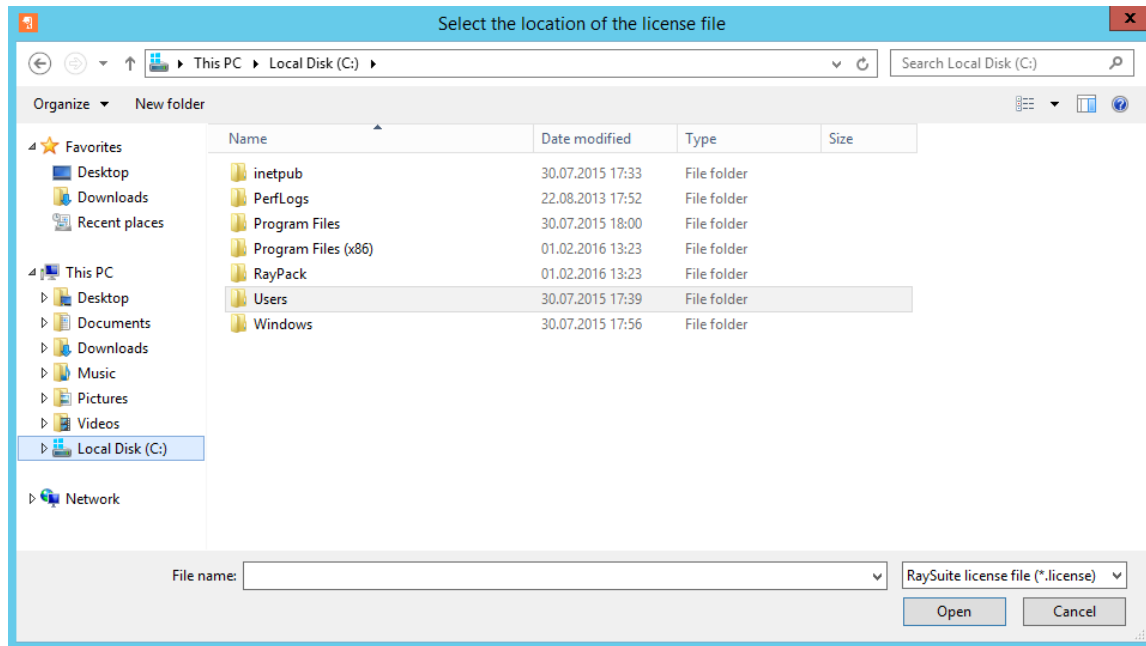 Select the location of the license file
x
This PC Local Disk (C:) Search Local Disk (C:)
Organize New folder
Name Date modified Type Size
Favorites
Desktop
Downloads
Recent places
This PC
Desktop
Documents
Downloads
Music
Pictures
Videos
Local Disk (C:)
Network
inetpub 30.07.2015 17:33 File folder
PerfLogs 22.08.2013 17:52 File folder
Program Files 30.07.2015 18:00 File folder
Program Files (x86) 01.02.2016 13:23 File folder
RayPack 01.02.2016 13:23 File folder
Users 30.07.2015 17:39 File folder
Windows 30.07.2015 17:56 File folder
File name: RaySuite license file (*.license)
Open Cancel